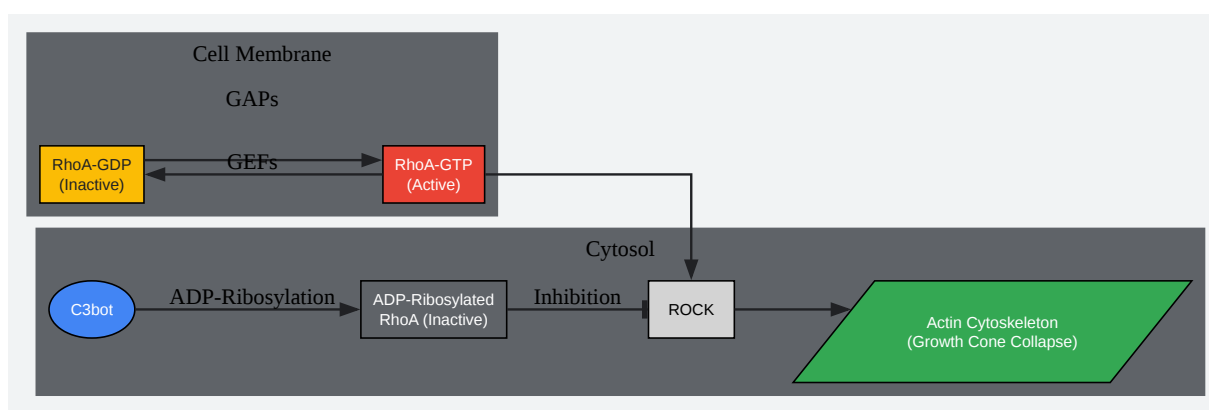 Cell Membrane
GAPs
RhoA-GDP
(Inactive)
GEFs
RhoA-GTP
(Active)
Cytosol
C3bot
ADP-Ribosylation
ADP-Ribosylated
RhoA (Inactive)
Inhibition
ROCK
Actin Cytoskeleton
(Growth Cone Collapse)